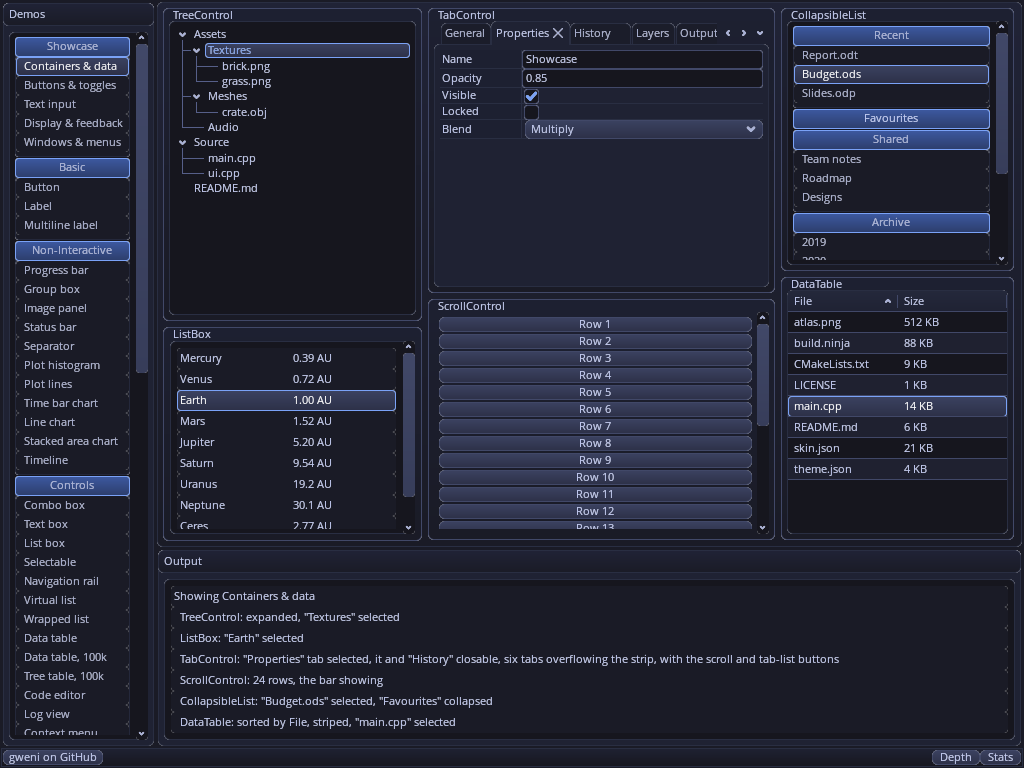 Demos
Showcase
Containers & data
Buttons & toggles
Text input
Display & feedback
Windows & menus
Basic
Button
Label
Multiline label
Non-Interactive
Progress bar
Group box
Image panel
Status bar
Separator
Plot histogram
Plot lines
Time bar chart
Line chart
Stacked area chart
Timeline
Controls
Combo box
Text box
List box
Selectable
Navigation rail
Virtual list
Wrapped list
Data table
Data table, 100k
Tree table, 100k
Code editor
Log view
Context menu
TreeControl
Assets
Textures
brick.png
grass.png
Meshes
crate.obj
Audio
Source
main.cpp
ui.cpp
README.md
ListBox
Mercury 0.39 AU
Venus 0.72 AU
Earth 1.00 AU
Mars 1.52 AU
Jupiter 5.20 AU
Saturn 9.54 AU
Uranus 19.2 AU
Neptune 30.1 AU
Ceres 2.77 AU
TabControl
General Properties History Layers Output
Name Showcase
Opacity 0.85
Visible
Locked
Blend Multiply
ScrollControl
Row 1
Row 2
Row 3
Row 4
Row 5
Row 6
Row 7
Row 8
Row 9
Row 10
Row 11
Row 12
Row 13
CollapsibleList
Recent
Report.odt
Budget.ods
Slides.odp
Favourites
Shared
Team notes
Roadmap
Designs
Archive
2019
2020
DataTable
File Size
atlas.png 512 KB
build.ninja 88 KB
CMakeLists.txt 9 KB
LICENSE 1 KB
main.cpp 14 KB
README.md 6 KB
skin.json 21 KB
theme.json 4 KB
Output
Showing Containers & data
TreeControl: expanded, "Textures" selected
ListBox: "Earth" selected
TabControl: "Properties" tab selected, it and "History" closable, six tabs overflowing the strip, with the scroll and tab-list buttons
ScrollControl: 24 rows, the bar showing
CollapsibleList: "Budget.ods" selected, "Favourites" collapsed
DataTable: sorted by File, striped, "main.cpp" selected
gweni on GitHub
Depth
Stats